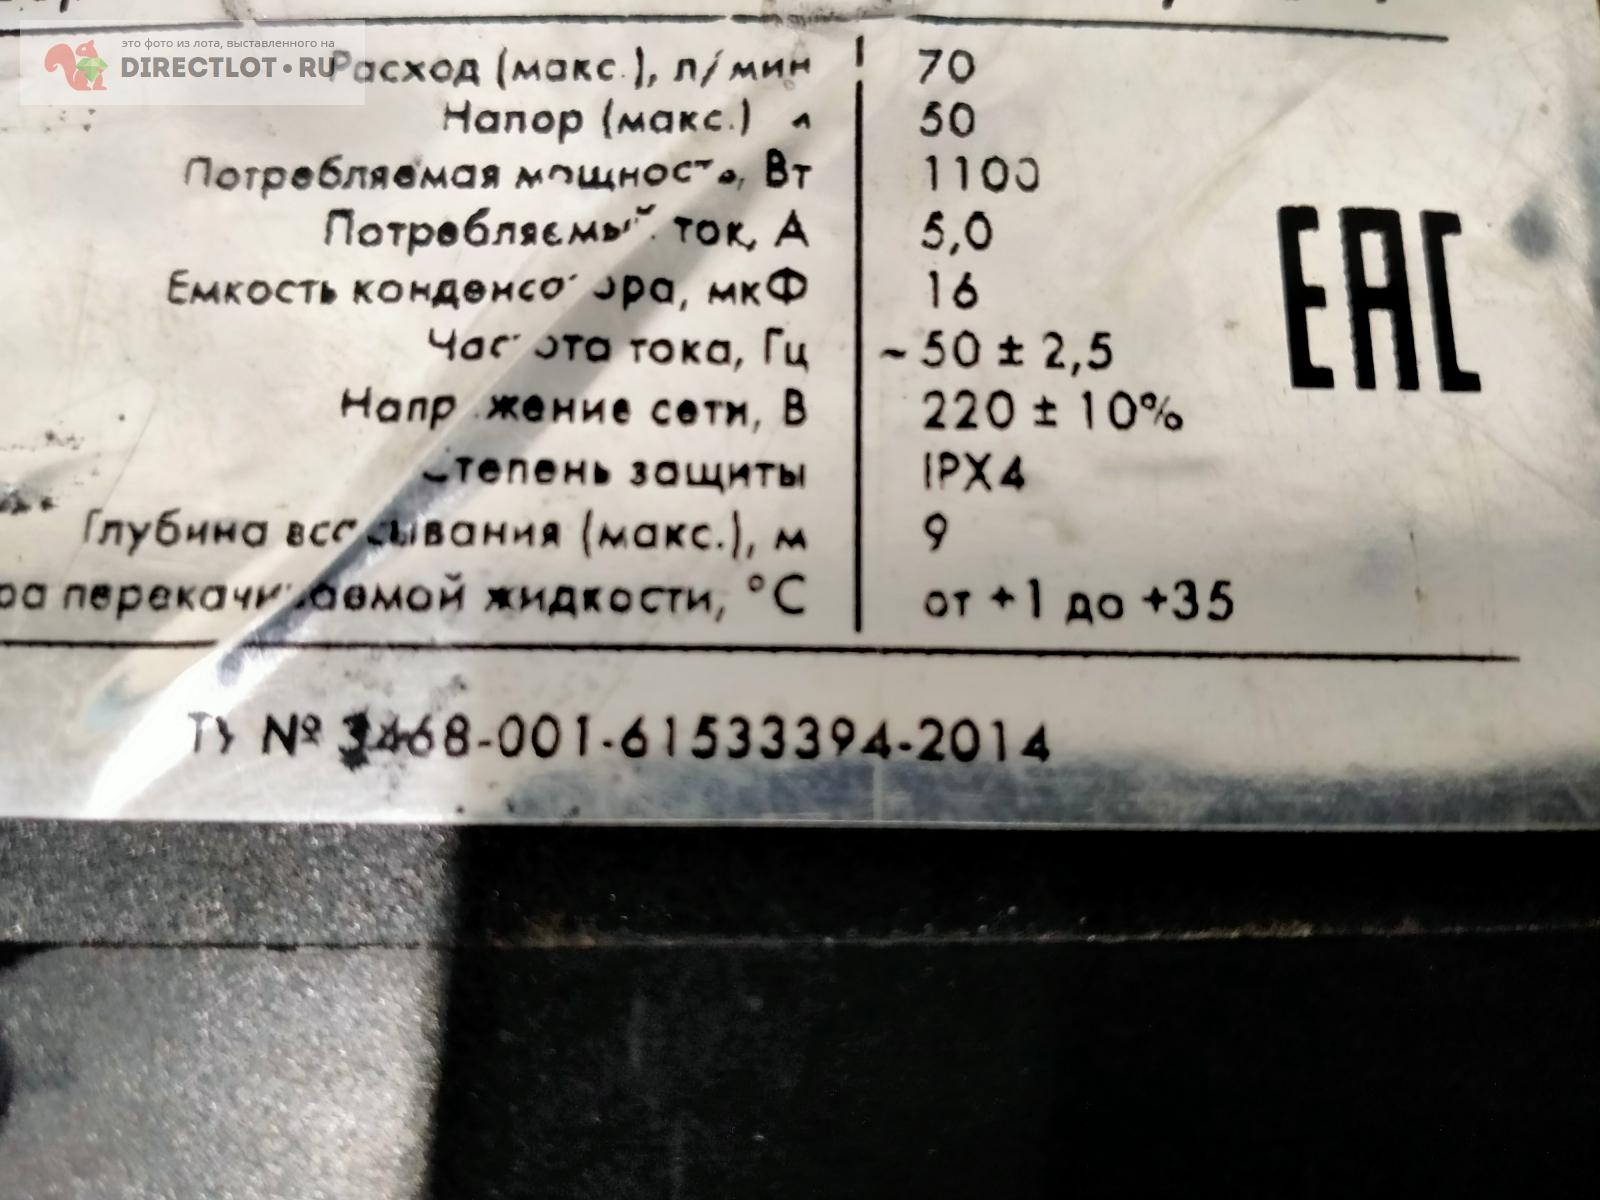 это фото из лота, выставленного на
DIRECTLOT.RU
Расход (макс.), л/мин 70
Напор (макс.) 50
Потребляемая мощность, Вт 1100
Потребляемый ток, А 5,0
Емкость конденсатора, мкФ 16
Частота тока, Гц ~50 ± 2,5
Напряжение сети, В 220 ± 10%
Степень защиты IPX4
Глубина всасывания (макс.), м 9
перекачиваемой жидкости, °С от +1 до +35
ЕАС
ТУ № 3468-001-61533394-2014